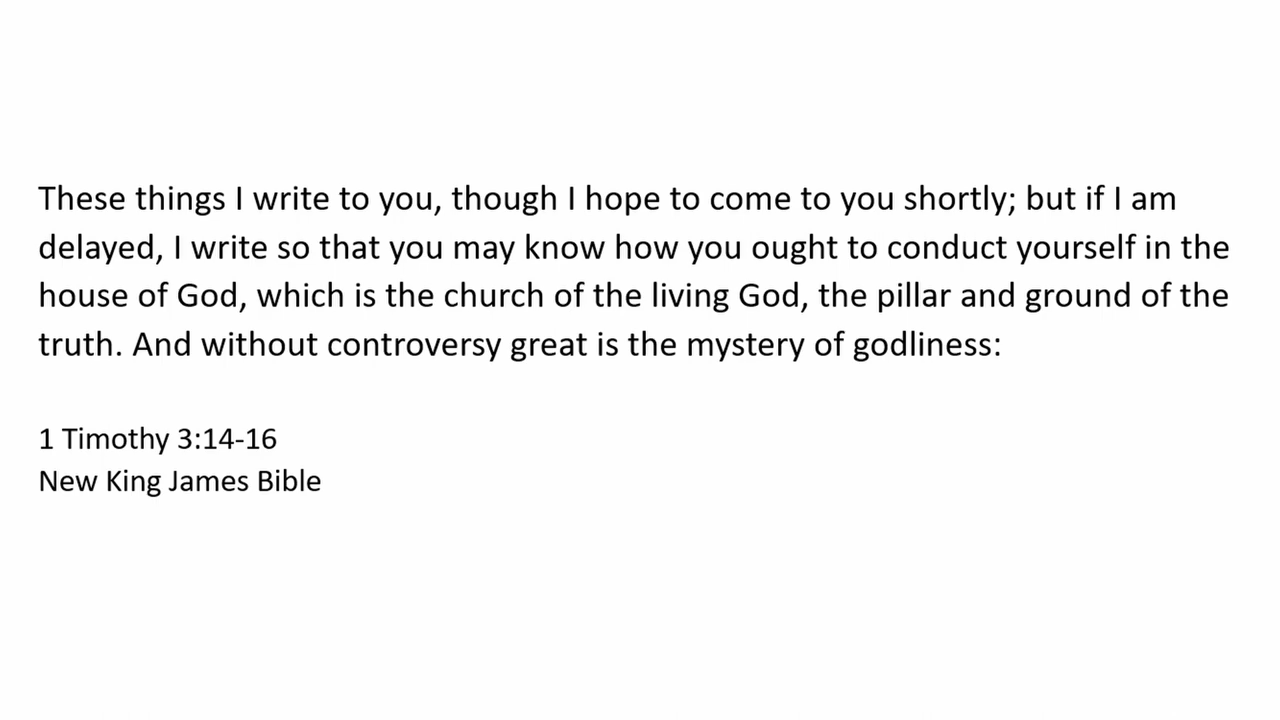 These things I write to you, though I hope to come to you shortly; but if I am
delayed, I write so that you may know how you ought to conduct yourself in the
house of God, which is the church of the living God, the pillar and ground of the
truth. And without controversy great is the mystery of godliness:
1 Timothy 3:14-16
New King James Bible